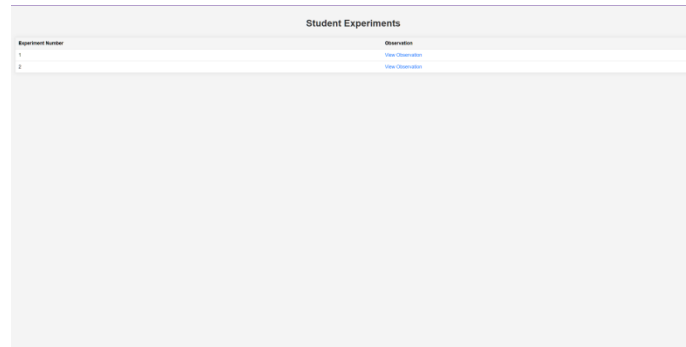 Student Experiments
Experiment Number Observation
1 View Observation
2 View Observation